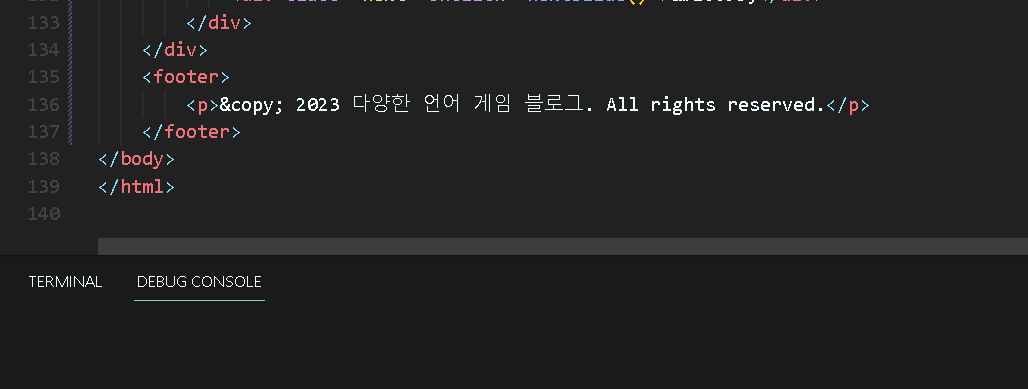 133 </div>
134 </div>
135 <footer>
136 <p>&copy; 2023 다양한 언어 게임 블로그. All rights reserved.</p>
137 </footer>
138 </body>
139 </html>
140
TERMINAL DEBUG CONSOLE